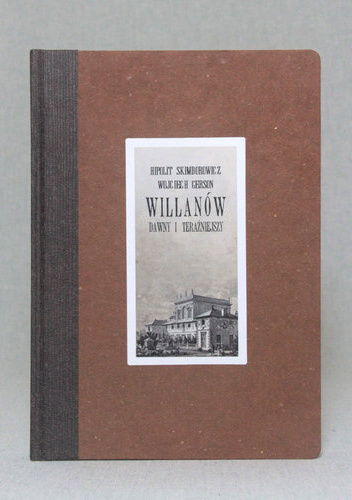 HIPOLIT SKIMBOROWICZ
WOJCIECH GERSON
WILLANÓW
DAWNY I TERAŹNIEJSZY